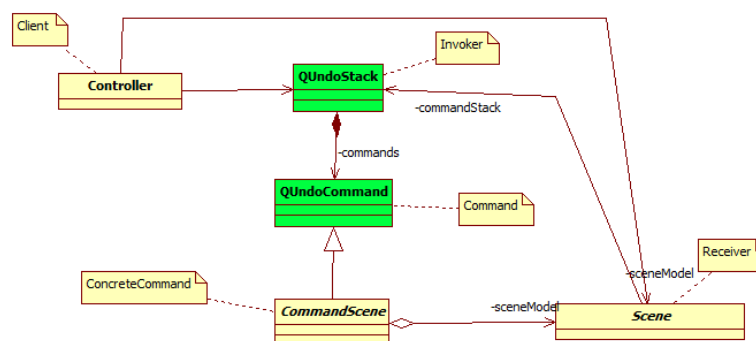 Client
Invoker
Controller
QUndoStack
-commandStack
-commands
QUndoCommand
Command
Receiver
ConcreteCommand
-sceneModel
CommandScene
-sceneModel
Scene